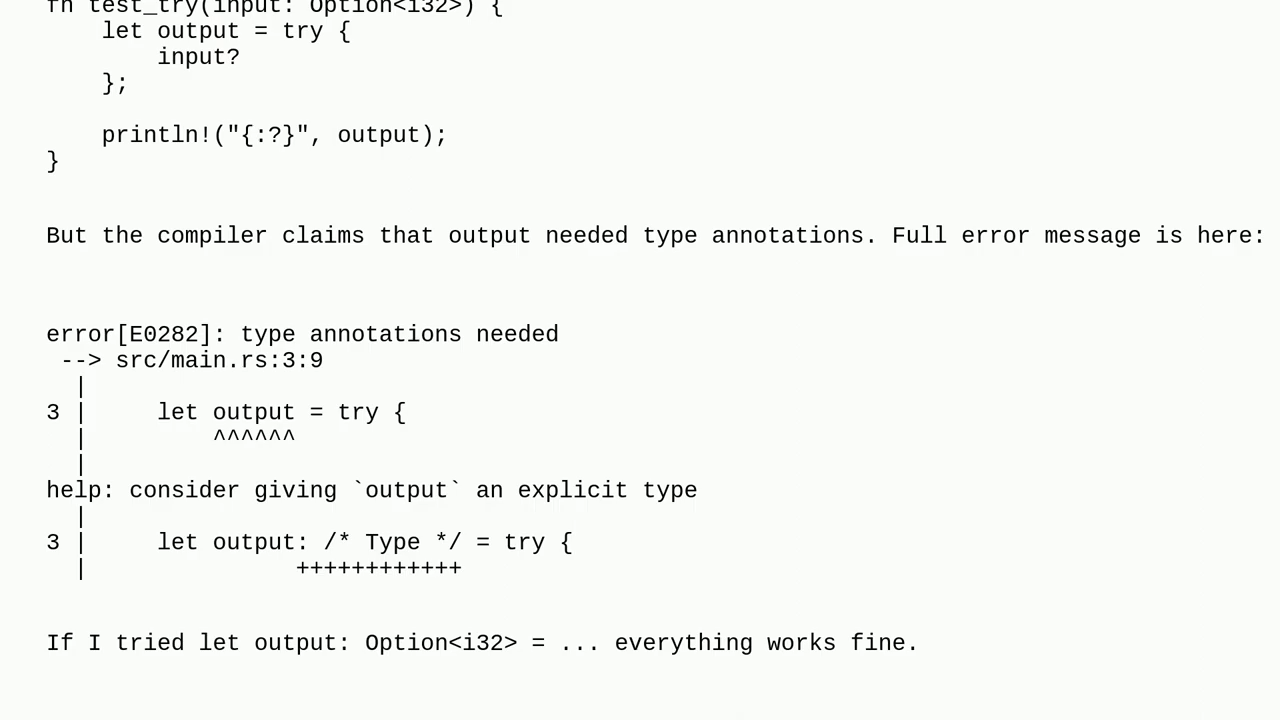 fn test_try(input: Option<i32>) {
    let output = try {
        input?
    };

    println!("{:?}", output);
}

But the compiler claims that output needed type annotations. Full error message is here:

error[E0282]: type annotations needed
 --> src/main.rs:3:9
  |
3 |     let output = try {
  |         ^^^^^^
  |
help: consider giving `output` an explicit type
  |
3 |     let output: /* Type */ = try {
  |               ++++++++++++

If I tried let output: Option<i32> = ... everything works fine.